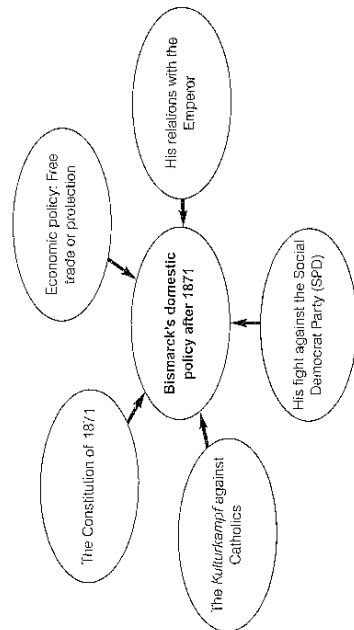 The Constitution of 1871
Economic policy: Free
trade or protection
His relations with the
Emperor
Bismarck's domestic
policy after 1871
The Kulturkampf against
Catholics
His fight against the Social
Democrat Party (SPD)